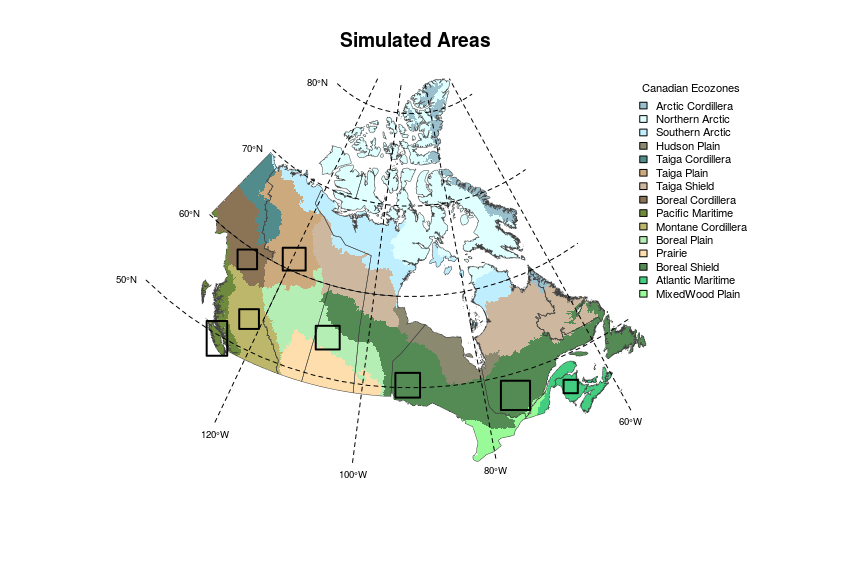 Simulated Areas
80°N
70°N
60°N
50°N
120°W
100°W
80°W
60°W
Canadian Ecozones
Arctic Cordillera
Northern Arctic
Southern Arctic
Hudson Plain
Taiga Cordillera
Taiga Plain
Taiga Shield
Boreal Cordillera
Pacific Maritime
Montane Cordillera
Boreal Plain
Prairie
Boreal Shield
Atlantic Maritime
MixedWood Plain